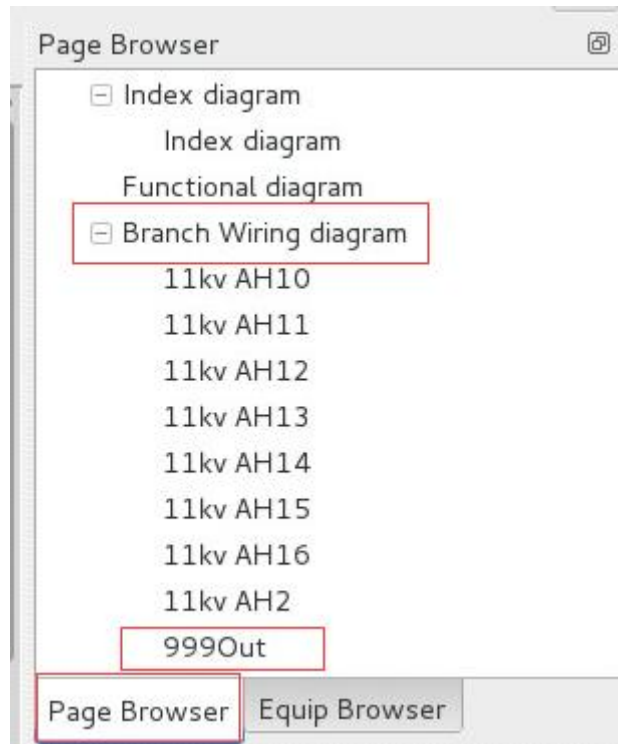 Page Browser
Index diagram
Index diagram
Functional diagram
Branch Wiring diagram
11kv AH10
11kv AH11
11kv AH12
11kv AH13
11kv AH14
11kv AH15
11kv AH16
11kv AH2
999Out
Page Browser Equip Browser